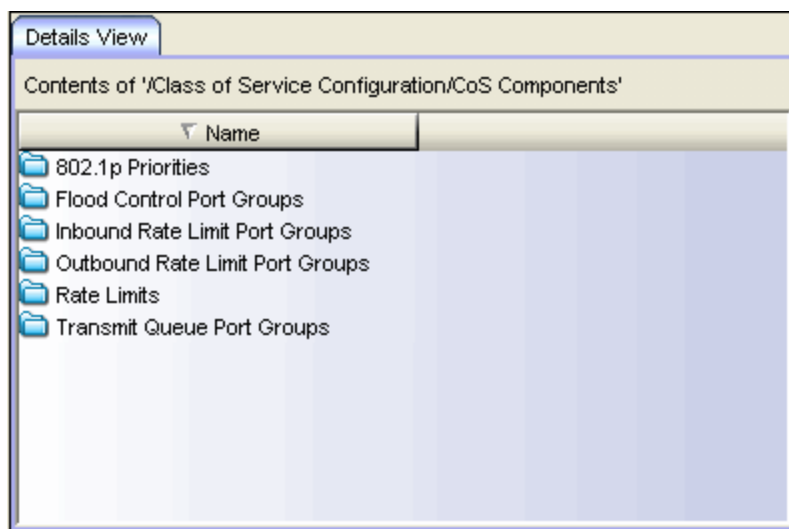 Details View
Contents of '/Class of Service Configuration/CoS Components'
Name
802.1p Priorities
Flood Control Port Groups
Inbound Rate Limit Port Groups
Outbound Rate Limit Port Groups
Rate Limits
Transmit Queue Port Groups